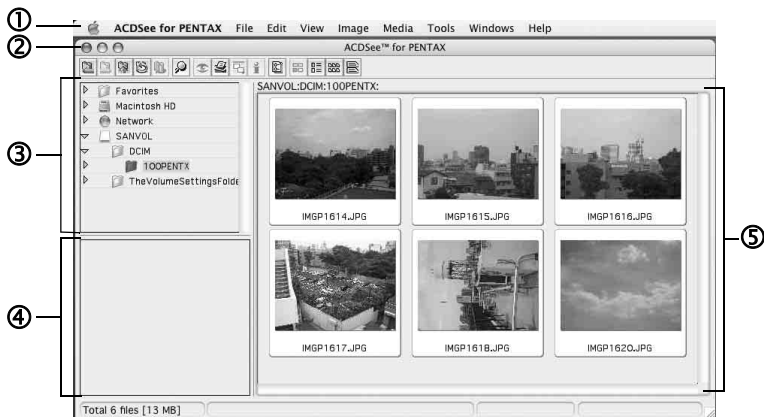 ① ACDSee for PENTAX File Edit View Image Media Tools Windows Help
② ACDSee™ for PENTAX
③
Favorites
Macintosh HD
Network
SANVOL
DCIM
100PENTX
TheVolumeSettingsFolde
④
SANVOL:DCIM:100PENTX:
IMGP1614.JPG IMGP1615.JPG IMGP1616.JPG
IMGP1617.JPG IMGP1618.JPG IMGP1620.JPG
⑤
Total 6 files [13 MB]